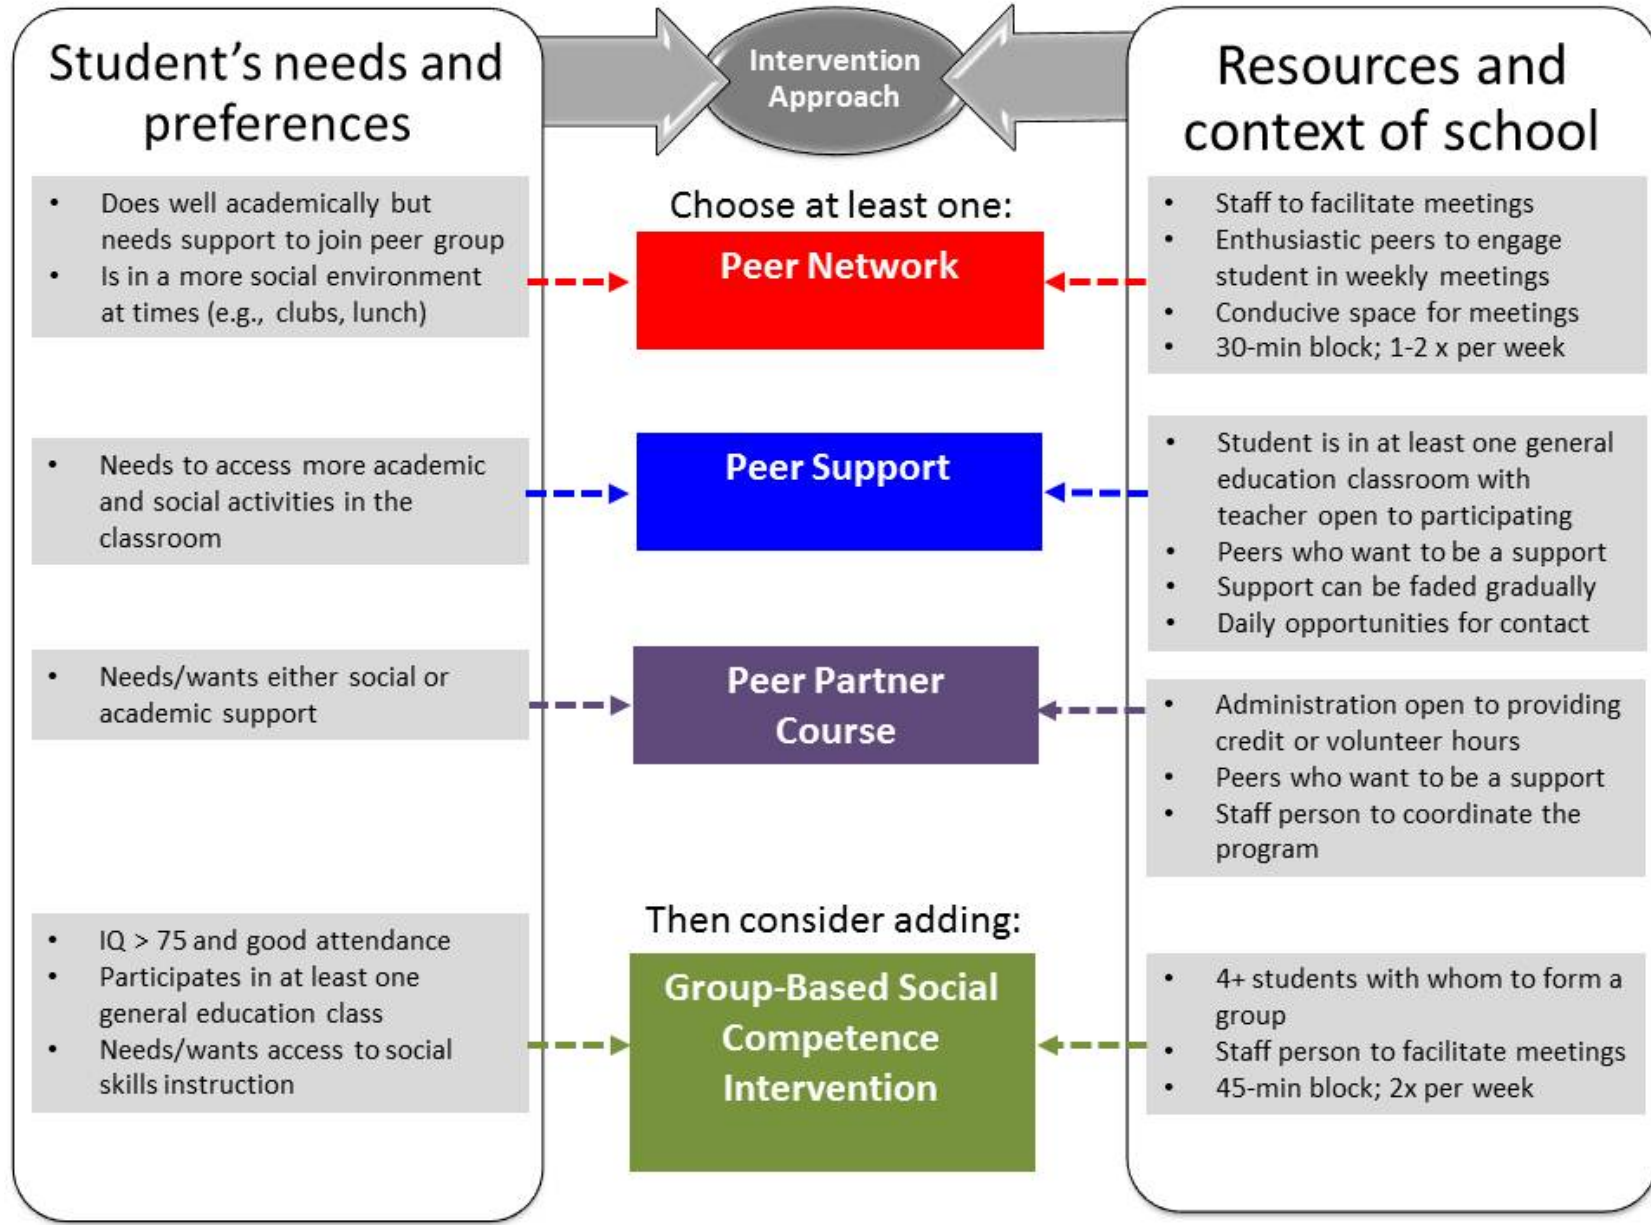 Student's needs and
preferences
• Does well academically but
needs support to join peer group
• Is in a more social environment
at times (e.g., clubs, lunch)
• Needs to access more academic
and social activities in the
classroom
• Needs/wants either social or
academic support
• IQ > 75 and good attendance
• Participates in at least one
general education class
• Needs/wants access to social
skills instruction
Intervention
Approach
Choose at least one:
Peer Network
Peer Support
Peer Partner
Course
Then consider adding:
Group-Based Social
Competence
Intervention
Resources and
context of school
• Staff to facilitate meetings
• Enthusiastic peers to engage
student in weekly meetings
• Conducive space for meetings
• 30-min block; 1-2 x per week
• Student is in at least one general
education classroom with
teacher open to participating
• Peers who want to be a support
• Support can be faded gradually
• Daily opportunities for contact
• Administration open to providing
credit or volunteer hours
• Peers who want to be a support
• Staff person to coordinate the
program
• 4+ students with whom to form a
group
• Staff person to facilitate meetings
• 45-min block; 2x per week